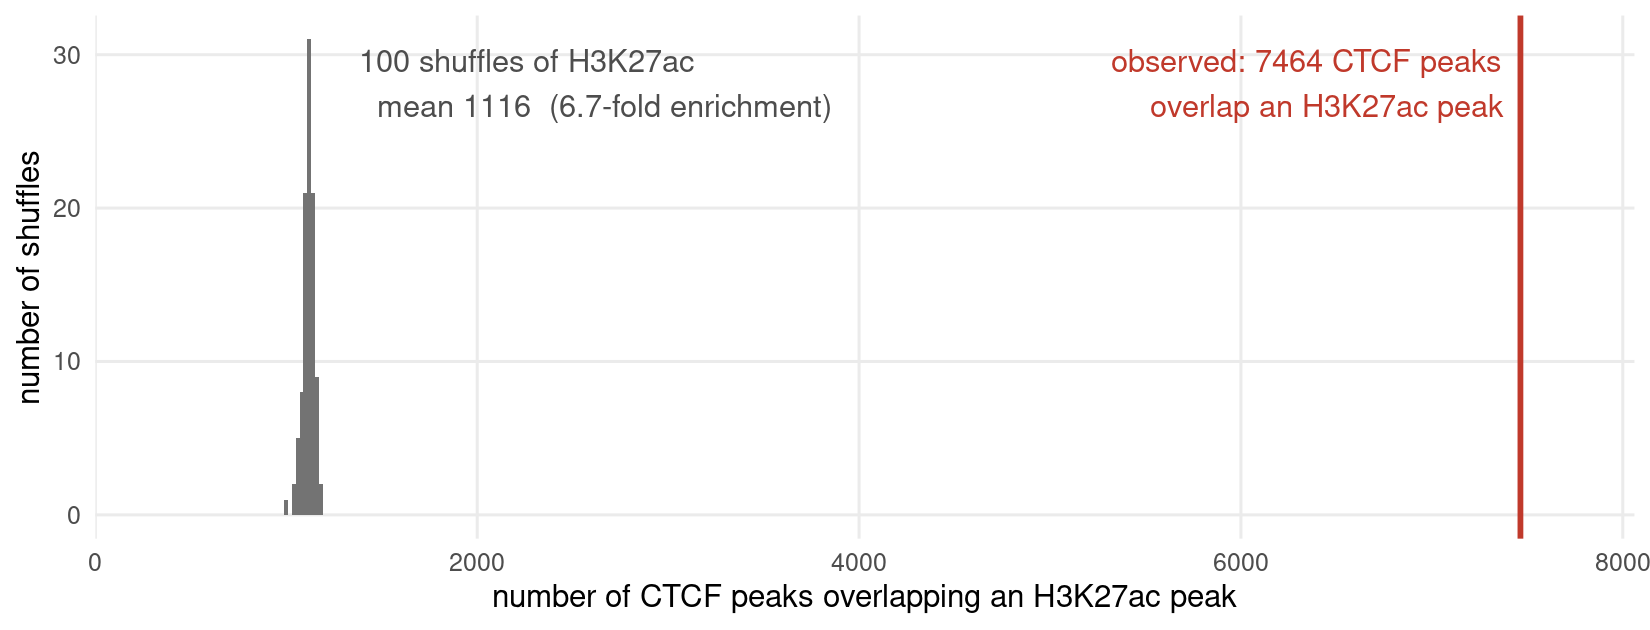 30
20
10
0
number of shuffles
100 shuffles of H3K27ac
mean 1116  (6.7-fold enrichment)
observed: 7464 CTCF peaks
overlap an H3K27ac peak
0 2000 4000 6000 8000
number of CTCF peaks overlapping an H3K27ac peak